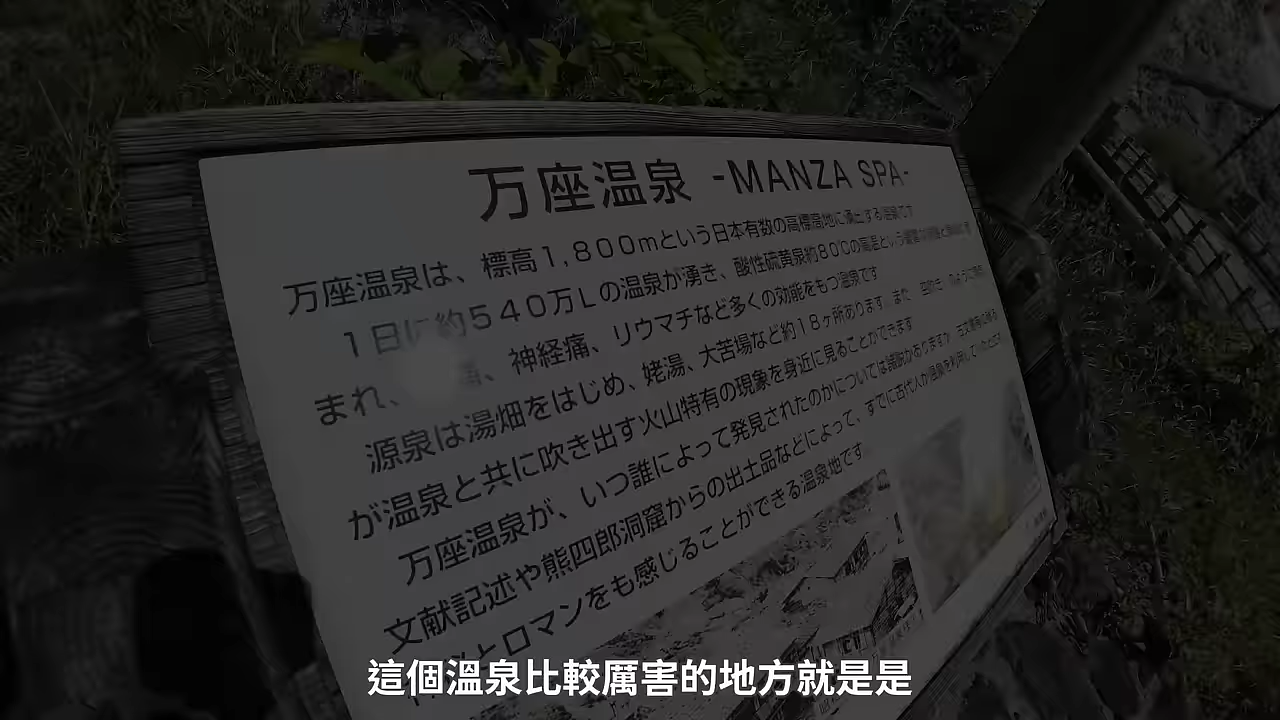 万座温泉 -MANZA SPA-
万座温泉は、標高1,800mという日本有数の高標高地に湧出する温泉です
1日に約540万Lの温泉が湧き、酸性硫黄泉約80℃の高温という
まれ、 、神経痛、リウマチなど多くの効能をもつ温泉です
源泉は湯畑をはじめ、姥湯、大苦場など約18ヶ所あります また
が温泉と共に吹き出す火山特有の現象を身近に見ることができます
万座温泉が、いつ誰によって発見されたのかについては諸説がありますが
文献記述や熊四郎洞窟からの出土品などによって、すでに古代人が温泉を利用していた
とロマンをも感じることができる温泉地です
這個溫泉比較厲害的地方就是是